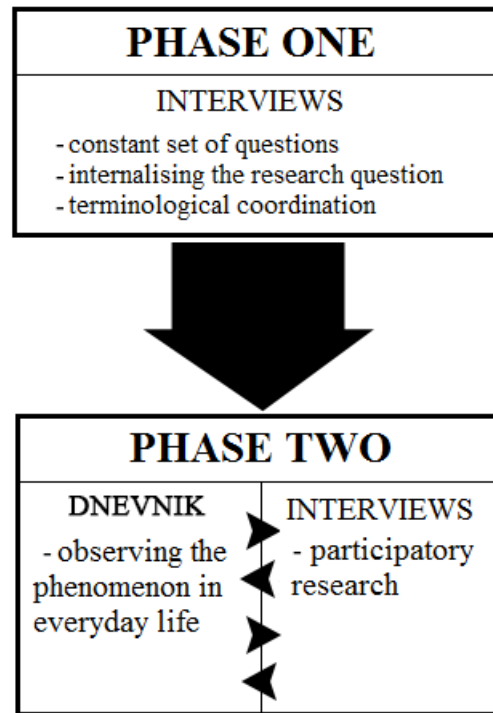 PHASE ONE
INTERVIEWS
- constant set of questions
- internalising the research question
- terminological coordination
PHASE TWO
DNEVNIK
- observing the
phenomenon in
everyday life
INTERVIEWS
- participatory
research